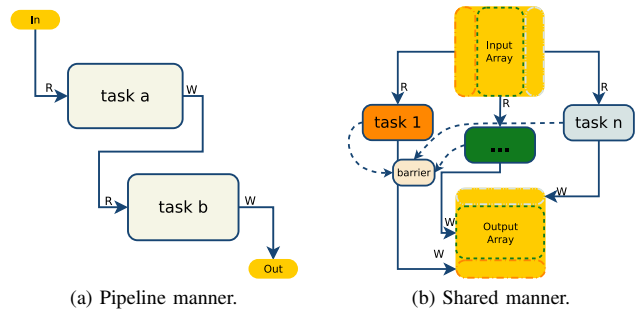 In
R
task a
W
R
task b
W
Out
(a) Pipeline manner.
Input
Array
R
R
R
task 1
...
task n
barrier
W
W
W
Output
Array
(b) Shared manner.